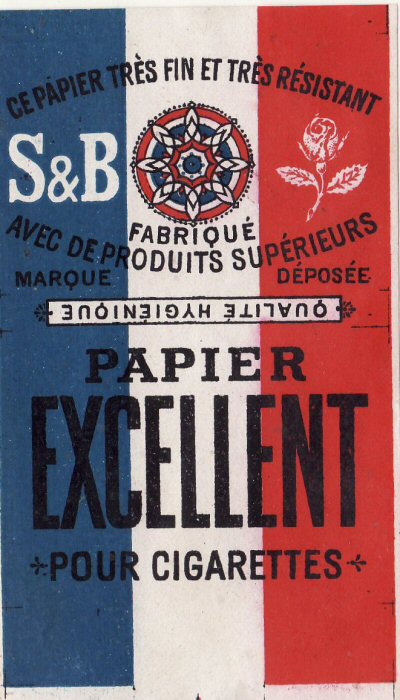 CE PAPIER TRÈS FIN ET TRÈS RÉSISTANT
S&B
FABRIQUÉ
AVEC DE PRODUITS SUPÉRIEURS
MARQUE DÉPOSÉE
QUALITÉ HYGIÉNIQUE
PAPIER
EXCELLENT
POUR CIGARETTES